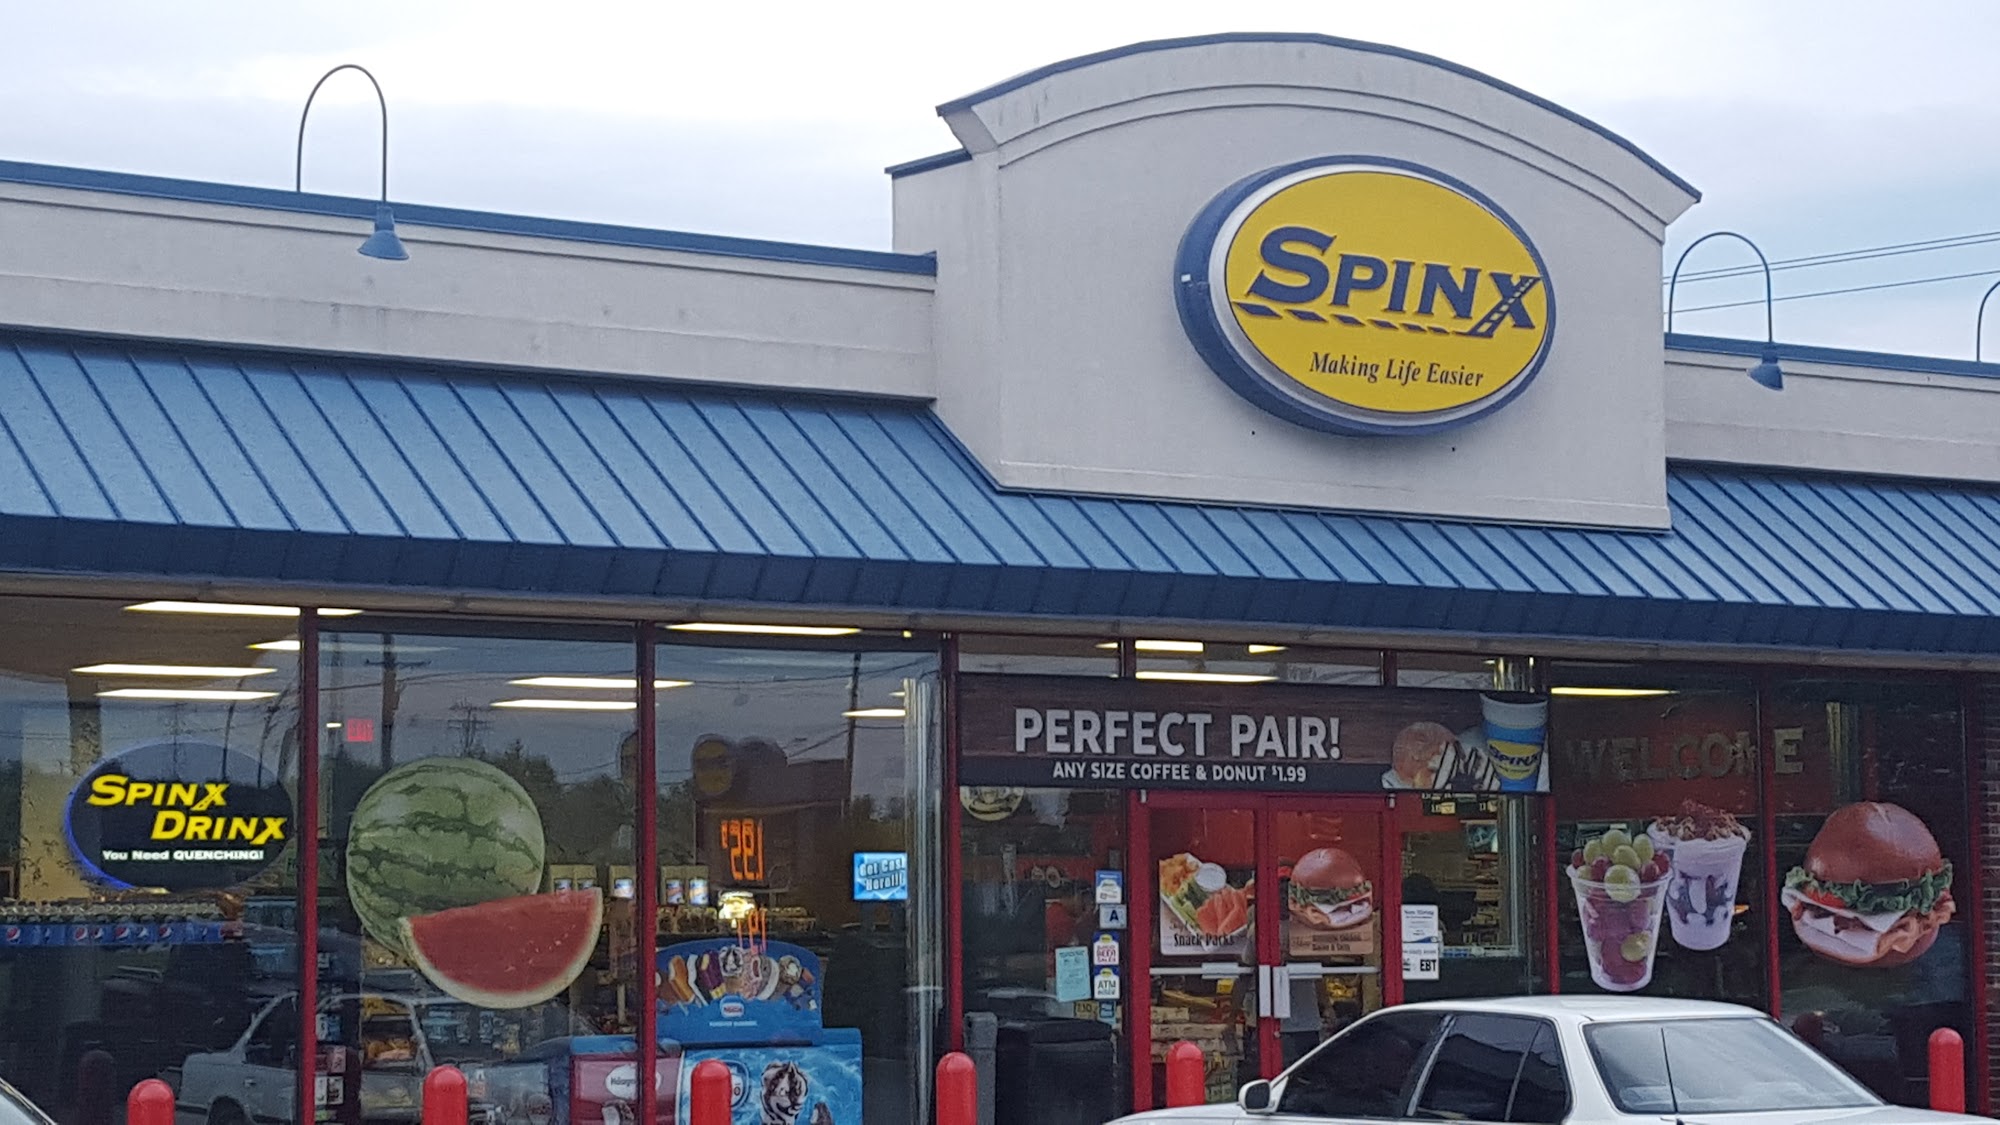 SPINX
Making Life Easier
PERFECT PAIR!
ANY SIZE COFFEE & DONUT $1.99
SPINX
WELCOME
SPINX
DRINX
You Need QUENCHING!
EXIT
Snack Packs
A
ATM
EBT